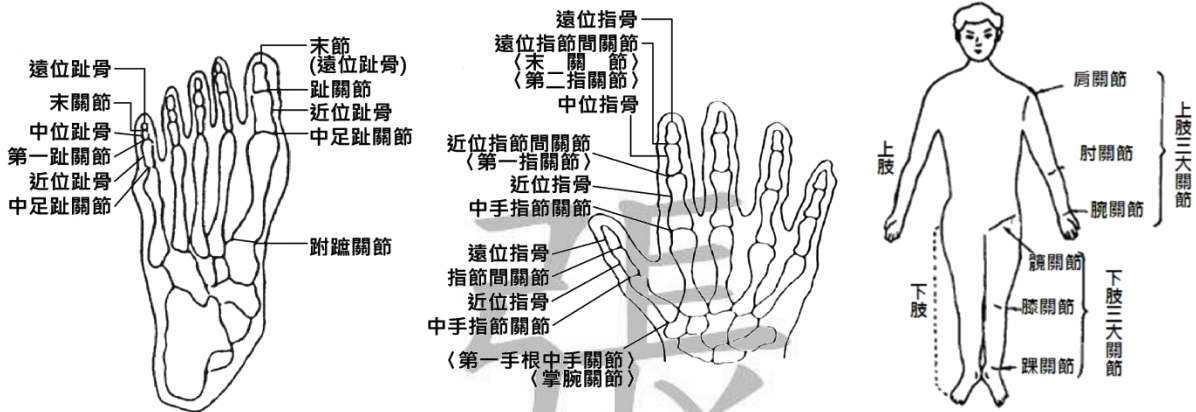 遠位趾骨
末關節
中位趾骨
第一趾關節
近位趾骨
中足趾關節
末節
(遠位趾骨)
趾關節
近位趾骨
中足趾關節
跗蹠關節
遠位指骨
遠位指節間關節
〈末關節〉
〈第二指關節〉
中位指骨
近位指節間關節
〈第一指關節〉
近位指骨
中手指節關節
遠位指骨
指節間關節
近位指骨
中手指節關節
〈第一手根中手關節〉
〈掌腕關節〉
上肢
下肢
肩關節
肘關節
腕關節
上肢三大關節
髖關節
膝關節
踝關節
下肢三大關節